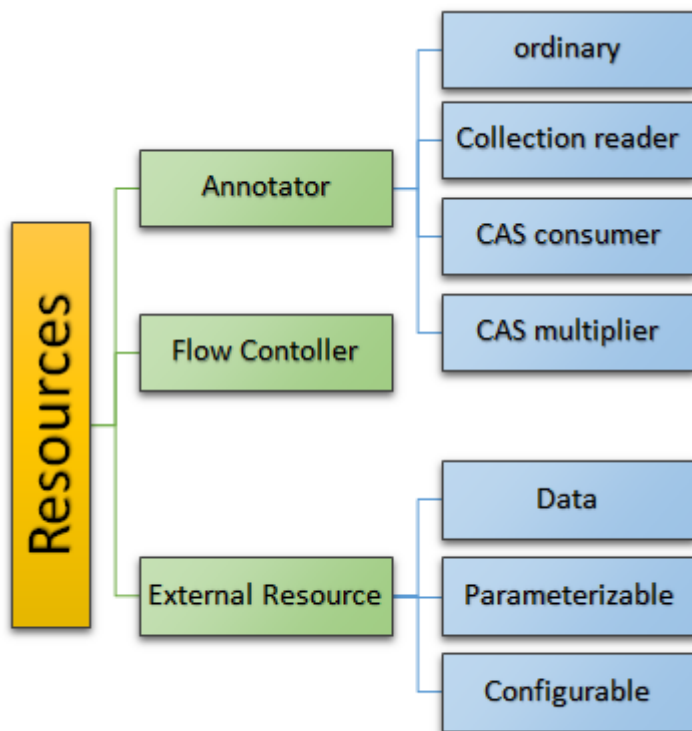 Resources
Annotator
ordinary
Collection reader
CAS consumer
CAS multiplier
Flow Contoller
External Resource
Data
Parameterizable
Configurable